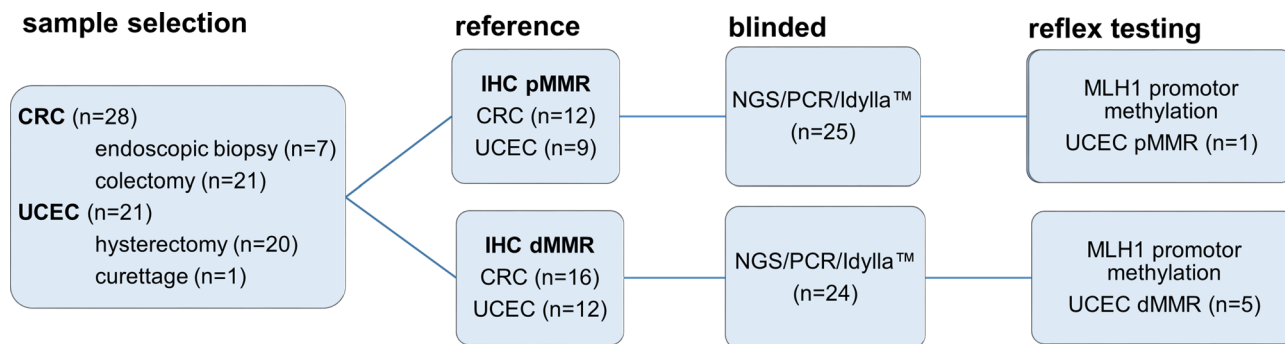 sample selection
CRC (n=28)
endoscopic biopsy (n=7)
colectomy (n=21)
UCEC (n=21)
hysterectomy (n=20)
curettage (n=1)
reference
IHC pMMR
CRC (n=12)
UCEC (n=9)
IHC dMMR
CRC (n=16)
UCEC (n=12)
blinded
NGS/PCR/Idylla™
(n=25)
NGS/PCR/Idylla™
(n=24)
reflex testing
MLH1 promotor
methylation
UCEC pMMR (n=1)
MLH1 promotor
methylation
UCEC dMMR (n=5)